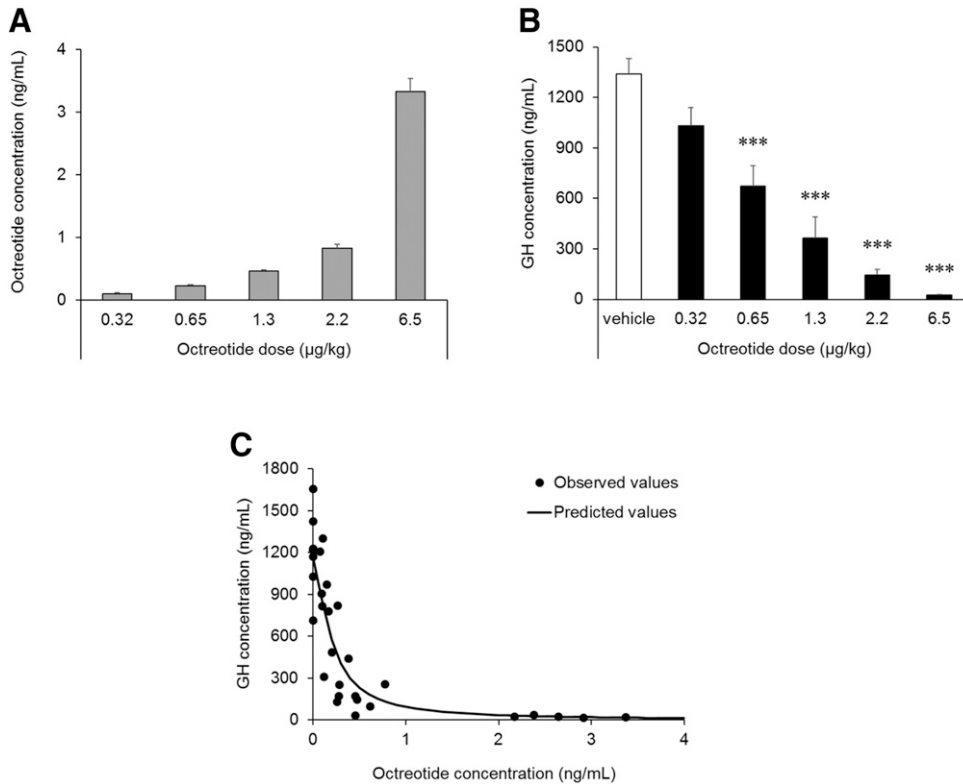 A
Octreotide concentration (ng/mL)
4
3
2
1
0
0.32 0.65 1.3 2.2 6.5
Octreotide dose (µg/kg)
B
GH concentration (ng/mL)
1500
1200
900
600
300
0
***
***
***
***
vehicle 0.32 0.65 1.3 2.2 6.5
Octreotide dose (µg/kg)
C
GH concentration (ng/mL)
1800
1500
1200
900
600
300
0
Observed values
Predicted values
0 1 2 3 4
Octreotide concentration (ng/mL)